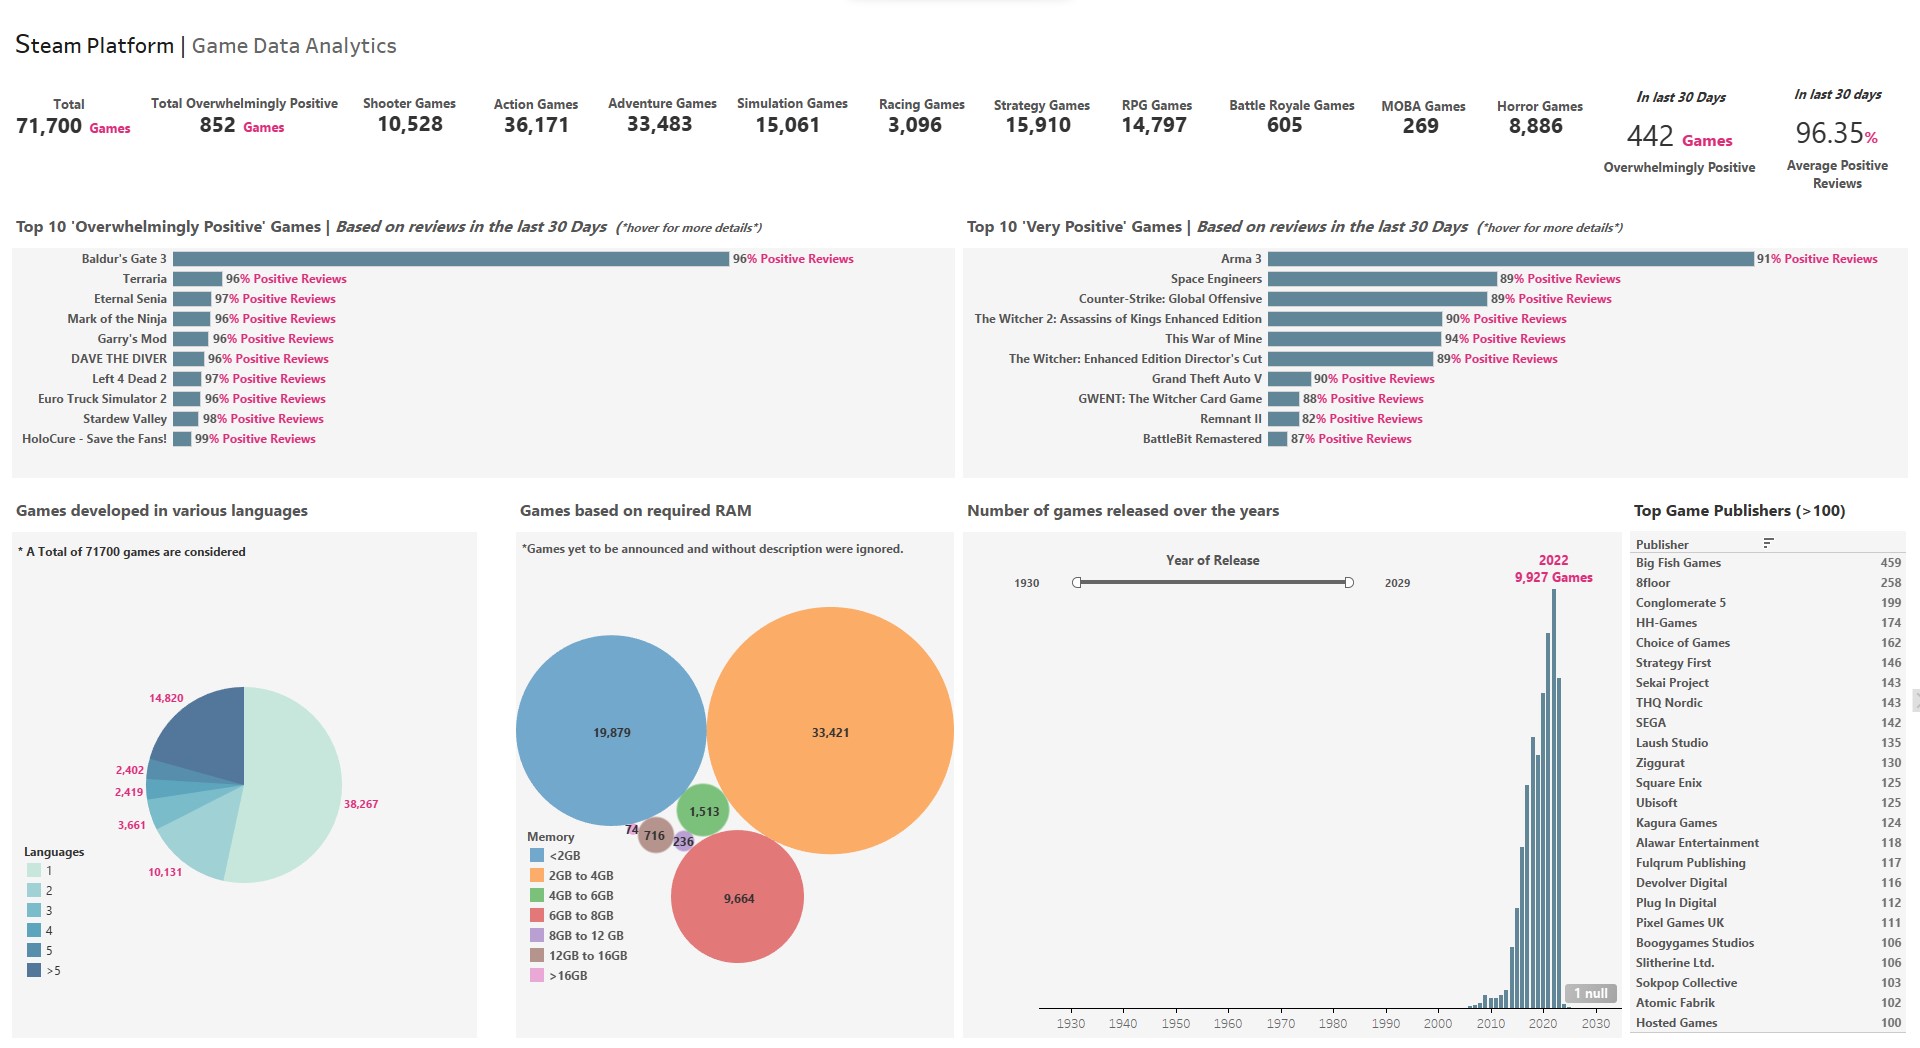 Steam Platform | Game Data Analytics
Total
71,700 Games
Total Overwhelmingly Positive
852 Games
Shooter Games
10,528
Action Games
36,171
Adventure Games
33,483
Simulation Games
15,061
Racing Games
3,096
Strategy Games
15,910
RPG Games
14,797
Battle Royale Games
605
MOBA Games
269
Horror Games
8,886
In last 30 Days
442 Games
Overwhelmingly Positive
In last 30 days
96.35%
Average Positive
Reviews
Top 10 'Overwhelmingly Positive' Games | Based on reviews in the last 30 Days (*hover for more details*)
Baldur's Gate 3 96% Positive Reviews
Terraria 96% Positive Reviews
Eternal Senia 97% Positive Reviews
Mark of the Ninja 96% Positive Reviews
Garry's Mod 96% Positive Reviews
DAVE THE DIVER 96% Positive Reviews
Left 4 Dead 2 97% Positive Reviews
Euro Truck Simulator 2 96% Positive Reviews
Stardew Valley 98% Positive Reviews
HoloCure - Save the Fans! 99% Positive Reviews
Top 10 'Very Positive' Games | Based on reviews in the last 30 Days (*hover for more details*)
Arma 3 91% Positive Reviews
Space Engineers 89% Positive Reviews
Counter-Strike: Global Offensive 89% Positive Reviews
The Witcher 2: Assassins of Kings Enhanced Edition 90% Positive Reviews
This War of Mine 94% Positive Reviews
The Witcher: Enhanced Edition Director's Cut 89% Positive Reviews
Grand Theft Auto V 90% Positive Reviews
GWENT: The Witcher Card Game 88% Positive Reviews
Remnant II 82% Positive Reviews
BattleBit Remastered 87% Positive Reviews
Games developed in various languages
* A Total of 71700 games are considered
14,820
2,402
2,419
3,661
10,131
38,267
Languages
1
2
3
4
5
>5
Games based on required RAM
*Games yet to be announced and without description were ignored.
19,879
33,421
1,513
74
716
236
9,664
Memory
<2GB
2GB to 4GB
4GB to 6GB
6GB to 8GB
8GB to 12 GB
12GB to 16GB
>16GB
Number of games released over the years
Year of Release
1930
2029
2022
9,927 Games
1 null
1930 1940 1950 1960 1970 1980 1990 2000 2010 2020 2030
Top Game Publishers (>100)
Publisher
Big Fish Games 459
8floor 258
Conglomerate 5 199
HH-Games 174
Choice of Games 162
Strategy First 146
Sekai Project 143
THQ Nordic 143
SEGA 142
Laush Studio 135
Ziggurat 130
Square Enix 125
Ubisoft 125
Kagura Games 124
Alawar Entertainment 118
Fulqrum Publishing 117
Devolver Digital 116
Plug In Digital 112
Pixel Games UK 111
Boogygames Studios 106
Slitherine Ltd. 106
Sokpop Collective 103
Atomic Fabrik 102
Hosted Games 100